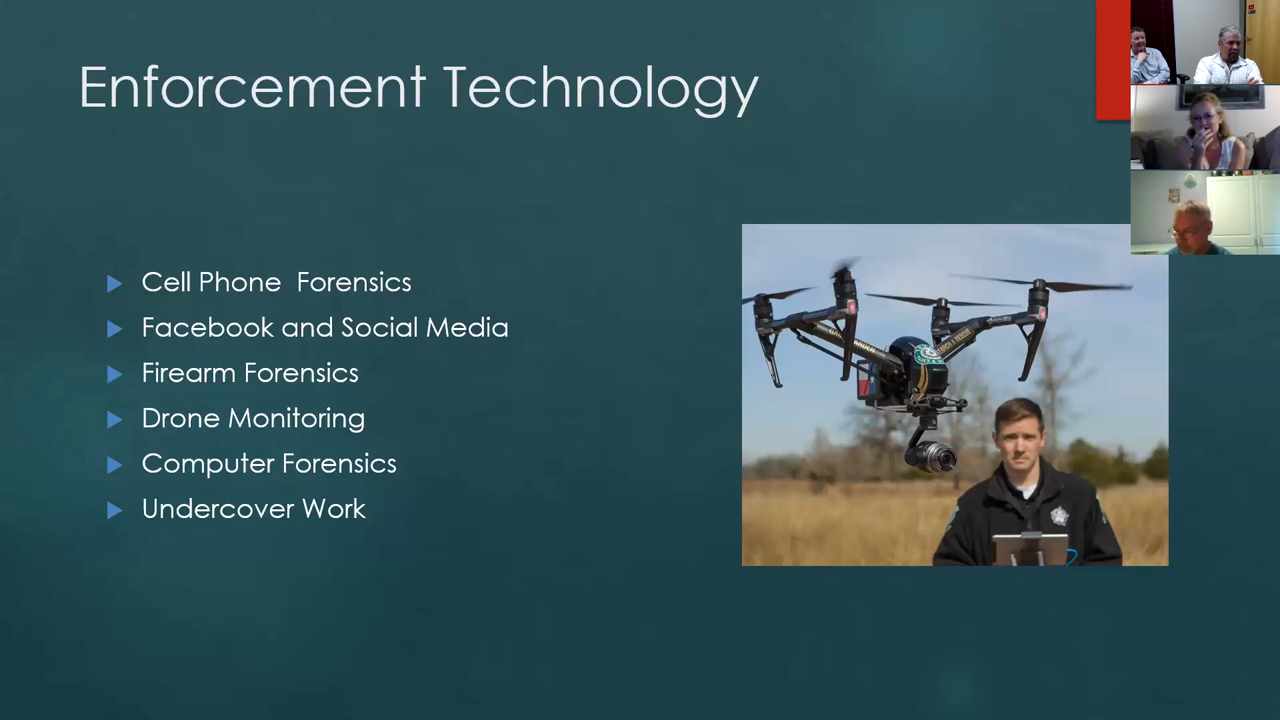 Enforcement Technology
Cell Phone  Forensics
Facebook and Social Media
Firearm Forensics
Drone Monitoring
Computer Forensics
Undercover Work